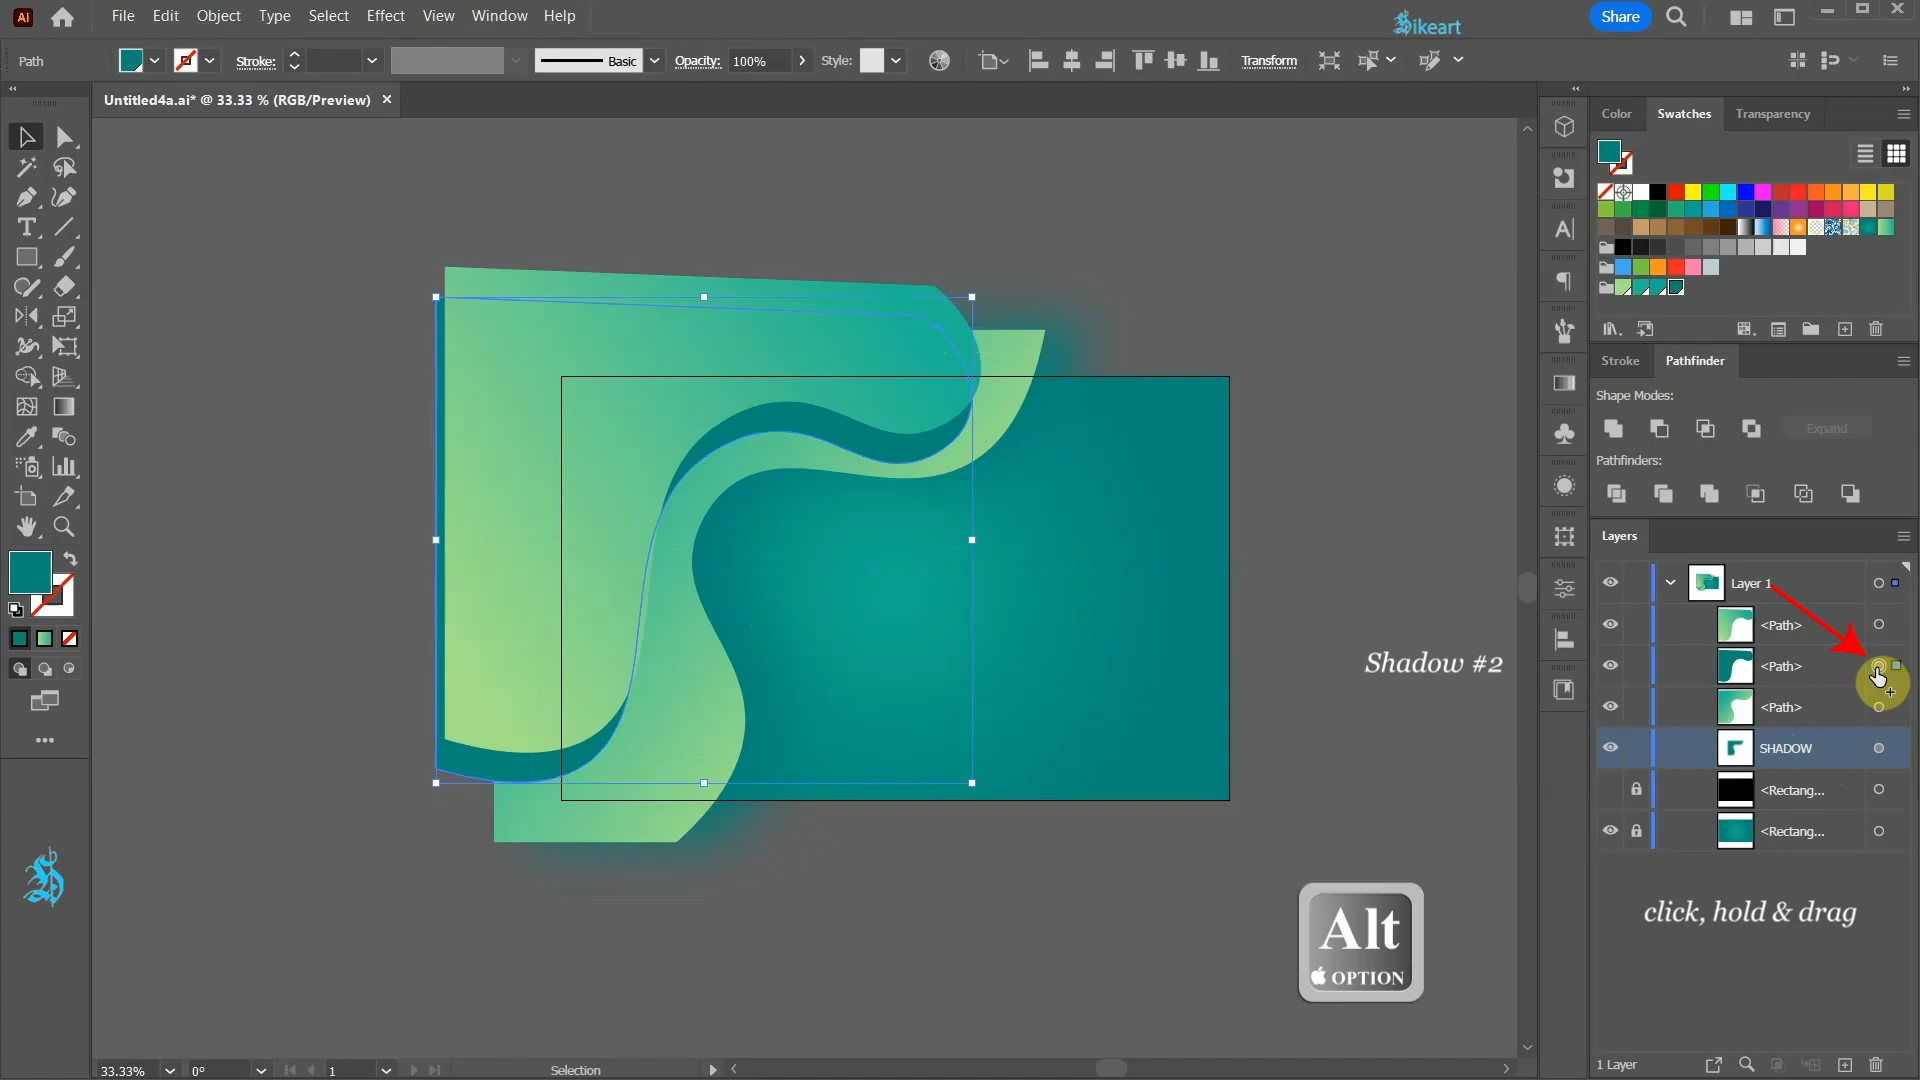 File Edit Object Type Select Effect View Window Help
Sikeart
Share
Path
Stroke:
Basic
Opacity:
100%
Style:
Transform
Untitled4a.ai* @ 33.33 % (RGB/Preview)
Color
Swatches
Transparency
Stroke
Pathfinder
Shape Modes:
Expand
Pathfinders:
Layers
Layer 1
<Path>
<Path>
<Path>
SHADOW
<Rectang...
<Rectang...
Shadow #2
click, hold & drag
Alt
OPTION
33.33%
0°
1
Selection
1 Layer